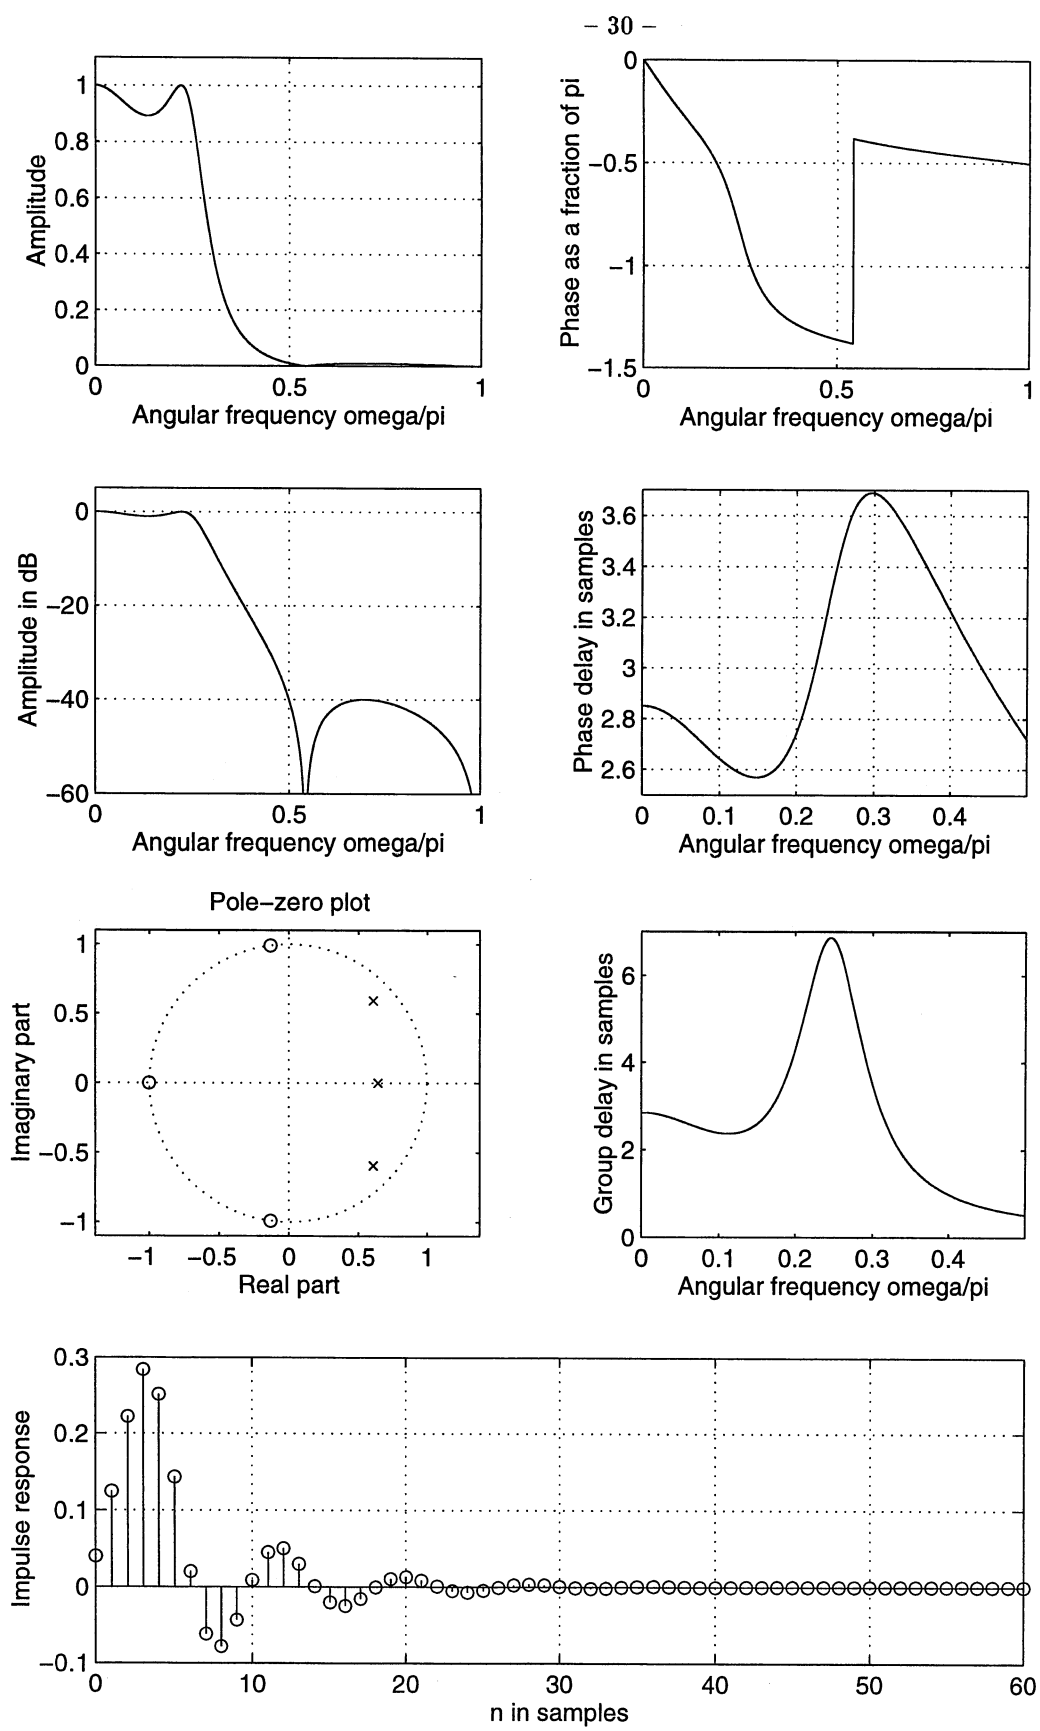 – 30 –
1
0.8
0.6
0.4
0.2
0
Amplitude
0 0.5 1
Angular frequency omega/pi
0
−0.5
−1
−1.5
Phase as a fraction of pi
0 0.5 1
Angular frequency omega/pi
0
−20
−40
−60
Amplitude in dB
0 0.5 1
Angular frequency omega/pi
3.6
3.4
3.2
3
2.8
2.6
Phase delay in samples
0 0.1 0.2 0.3 0.4
Angular frequency omega/pi
Pole−zero plot
1
0.5
0
−0.5
−1
Imaginary part
−1 −0.5 0 0.5 1
Real part
6
4
2
0
Group delay in samples
0 0.1 0.2 0.3 0.4
Angular frequency omega/pi
0.3
0.2
0.1
0
−0.1
Impulse response
0 10 20 30 40 50 60
n in samples